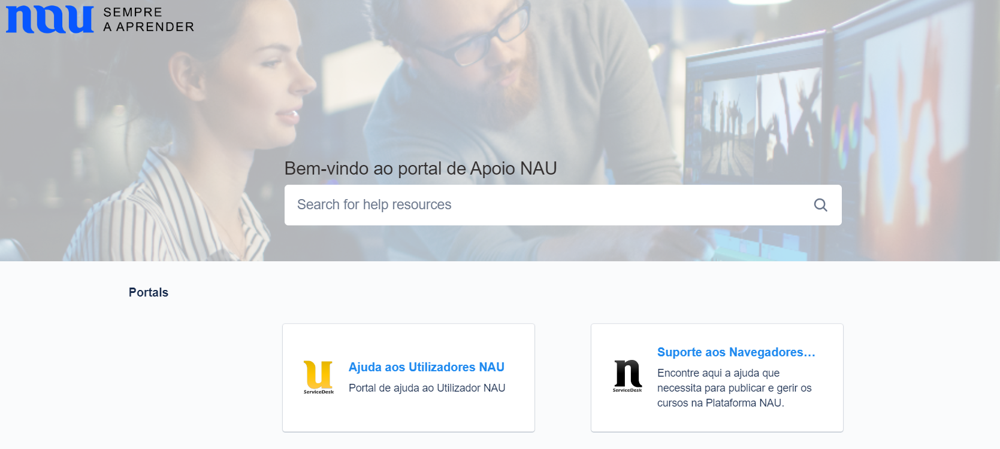 nau SEMPRE
A APRENDER
Bem-vindo ao portal de Apoio NAU
Search for help resources
Portals
u
ServiceDesk
Ajuda aos Utilizadores NAU
Portal de ajuda ao Utilizador NAU
n
ServiceDesk
Suporte aos Navegadores...
Encontre aqui a ajuda que
necessita para publicar e gerir os
cursos na Plataforma NAU.